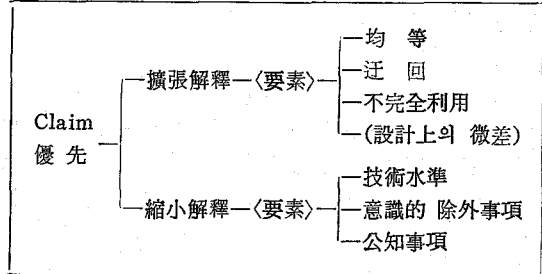 均 等
迂 回
擴張解釋—〈要素〉
不完全利用
(設計上의 微差)
Claim
優 先
技術水準
縮小解釋—〈要素〉
意識的 除外事項
公知事項